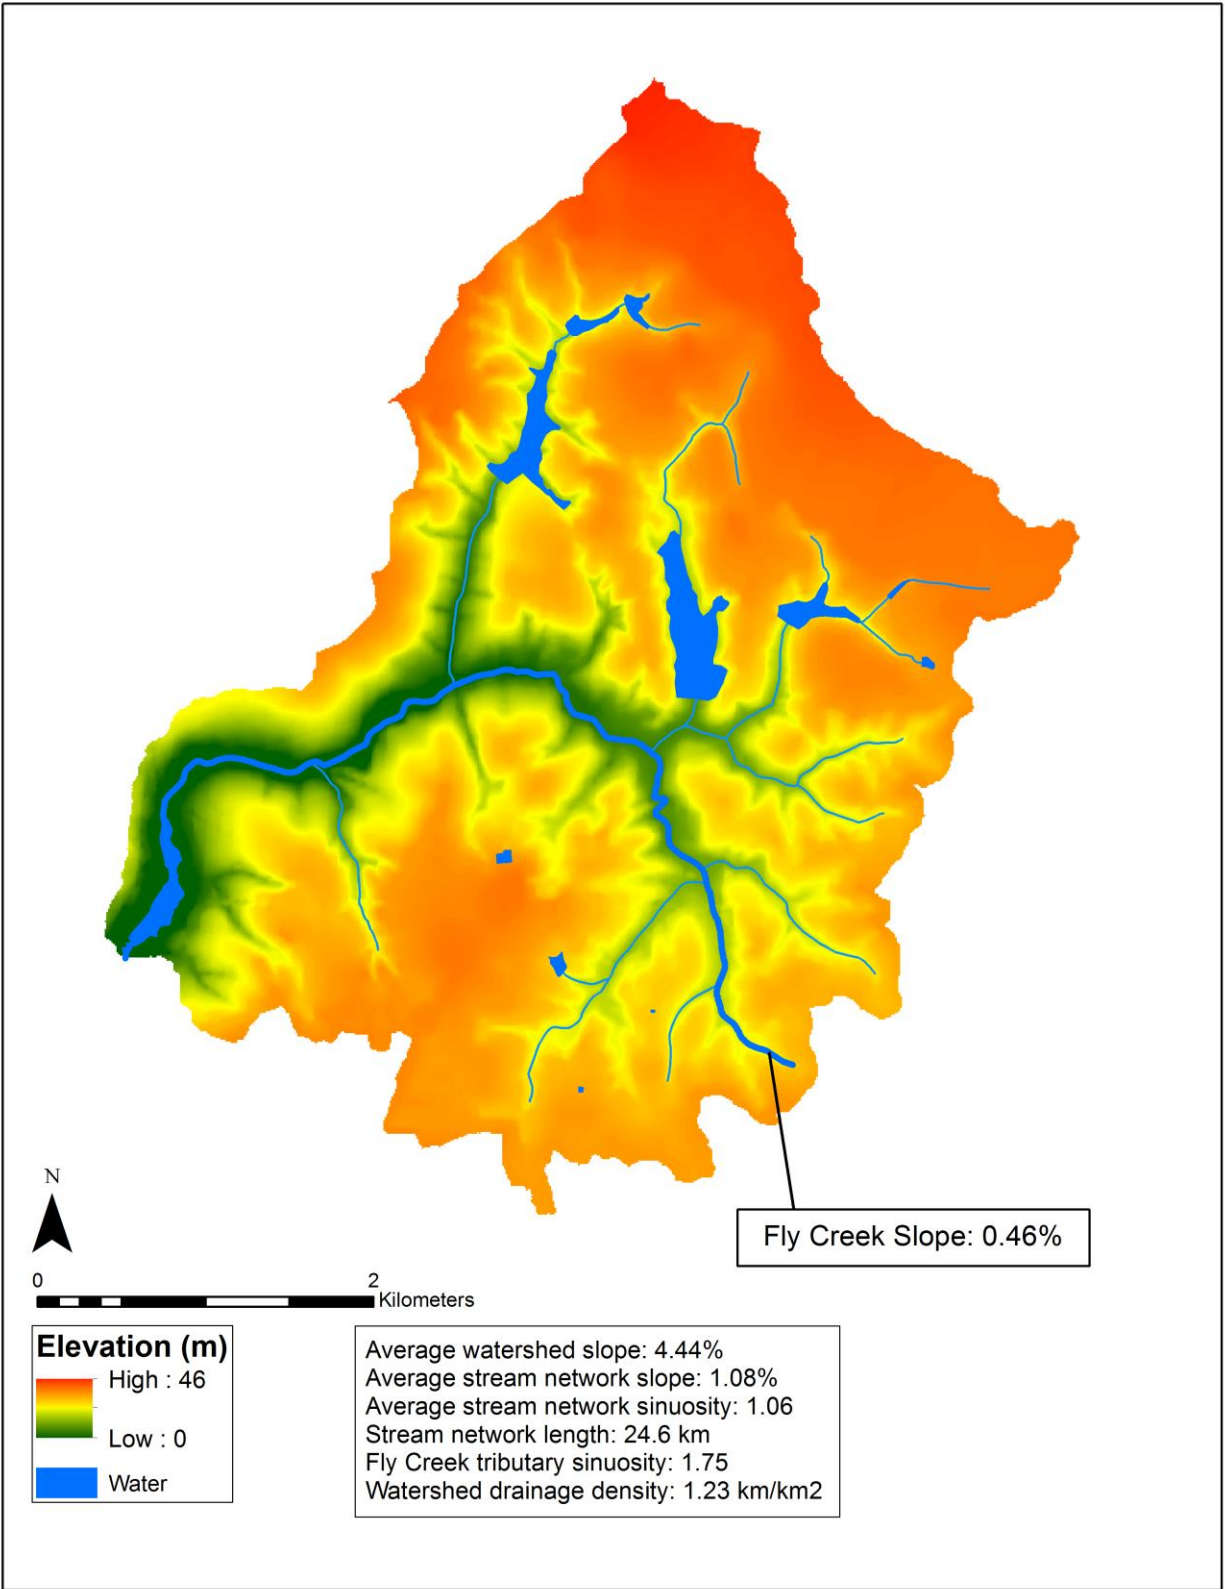 Fly Creek Slope: 0.46%
N
0 2
Kilometers
Elevation (m)
High : 46
Low : 0
Water
Average watershed slope: 4.44%
Average stream network slope: 1.08%
Average stream network sinuosity: 1.06
Stream network length: 24.6 km
Fly Creek tributary sinuosity: 1.75
Watershed drainage density: 1.23 km/km2